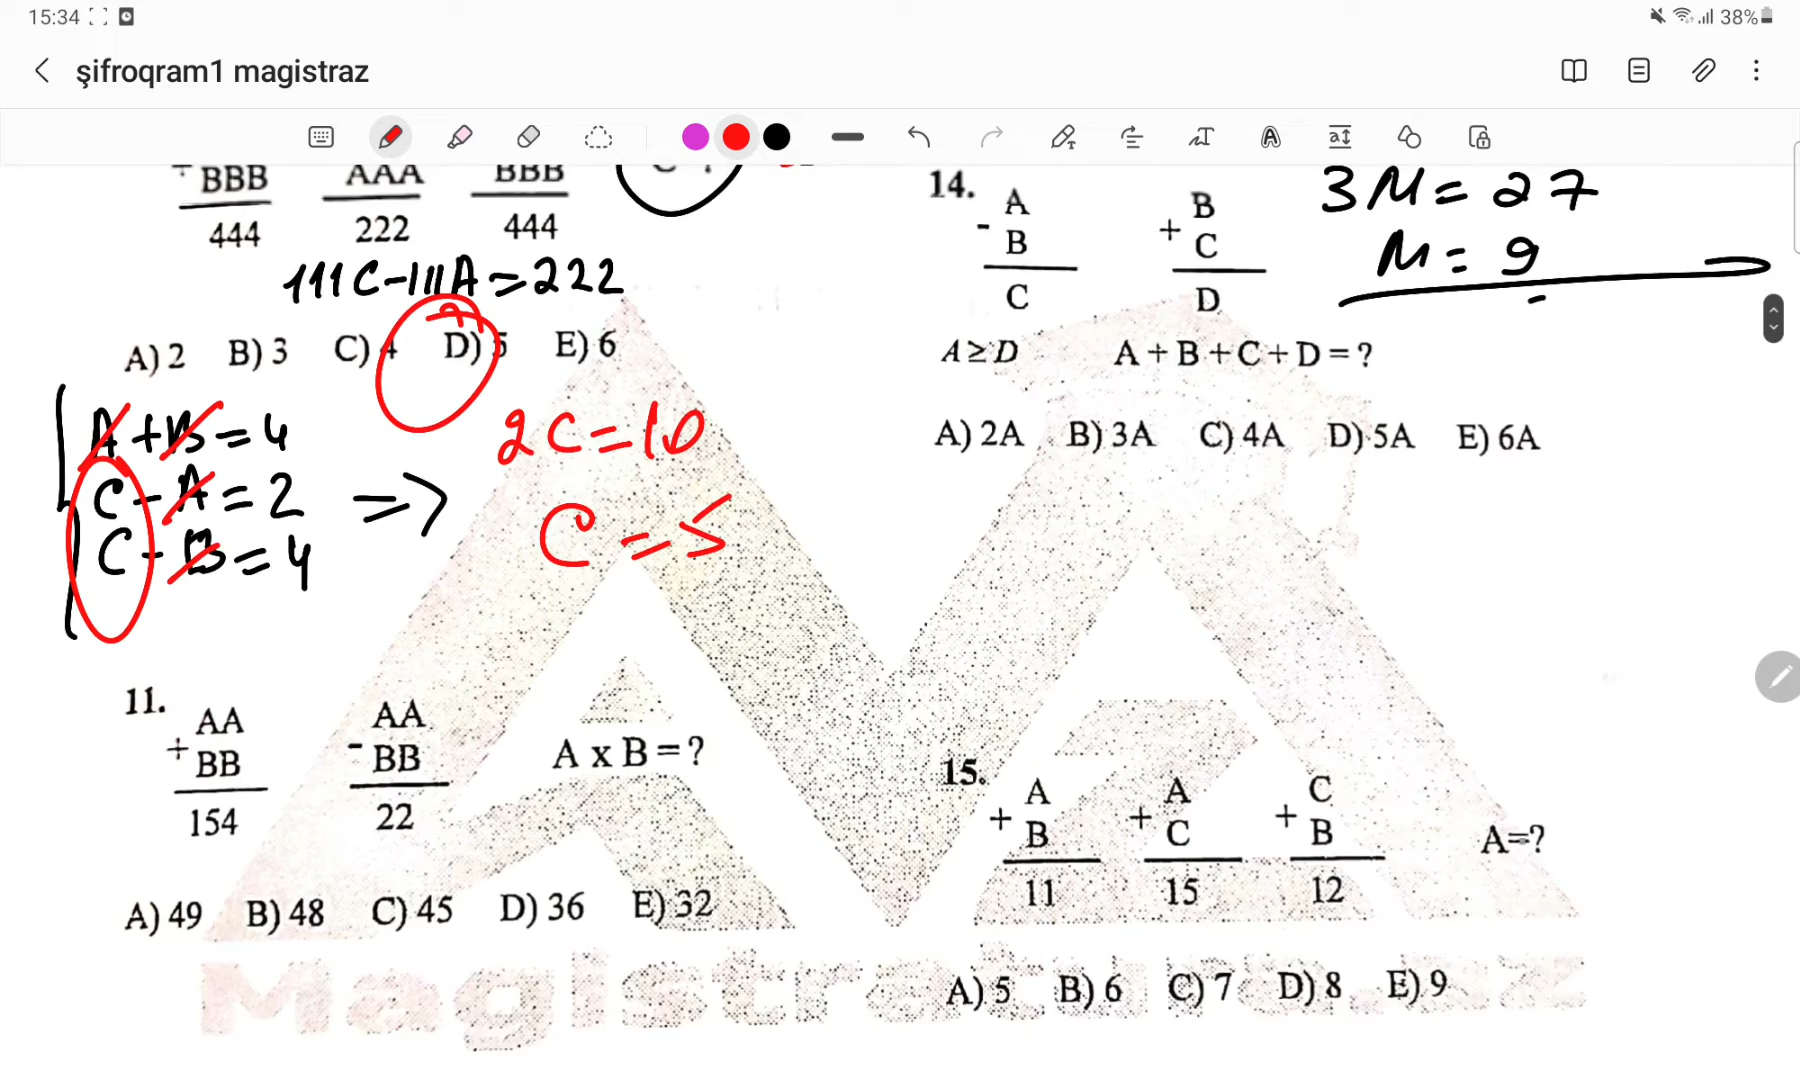 15:34
38%
şifroqram1 magistraz
BBB AAA BBB
444 222 444
111C-111A=222
A) 2 B) 3 C) 4 D) 5 E) 6
A+B=4
C-A=2 =>
C-B=4
2C=10
C=5
11.
AA
+ BB
154
AA
- BB
22
A x B = ?
A) 49 B) 48 C) 45 D) 36 E) 32
14.
A
- B
C
B
+ C
D
3M=27
M=9
A≥D A+B+C+D=?
A) 2A B) 3A C) 4A D) 5A E) 6A
15.
A
+ B
11
A
+ C
15
C
+ B
12
A=?
A) 5 B) 6 C) 7 D) 8 E) 9
Magistratura.az